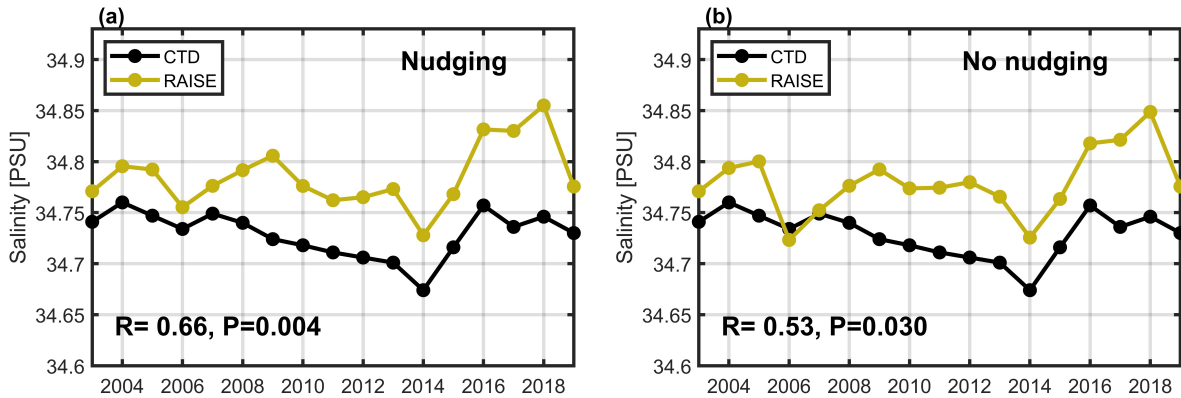 (a)
CTD
RAISE
Nudging
34.9
34.85
34.8
34.75
34.7
34.65
34.6
Salinity [PSU]
R= 0.66, P=0.004
2004 2006 2008 2010 2012 2014 2016 2018
(b)
CTD
RAISE
No nudging
34.9
34.85
34.8
34.75
34.7
34.65
34.6
Salinity [PSU]
R= 0.53, P=0.030
2004 2006 2008 2010 2012 2014 2016 2018